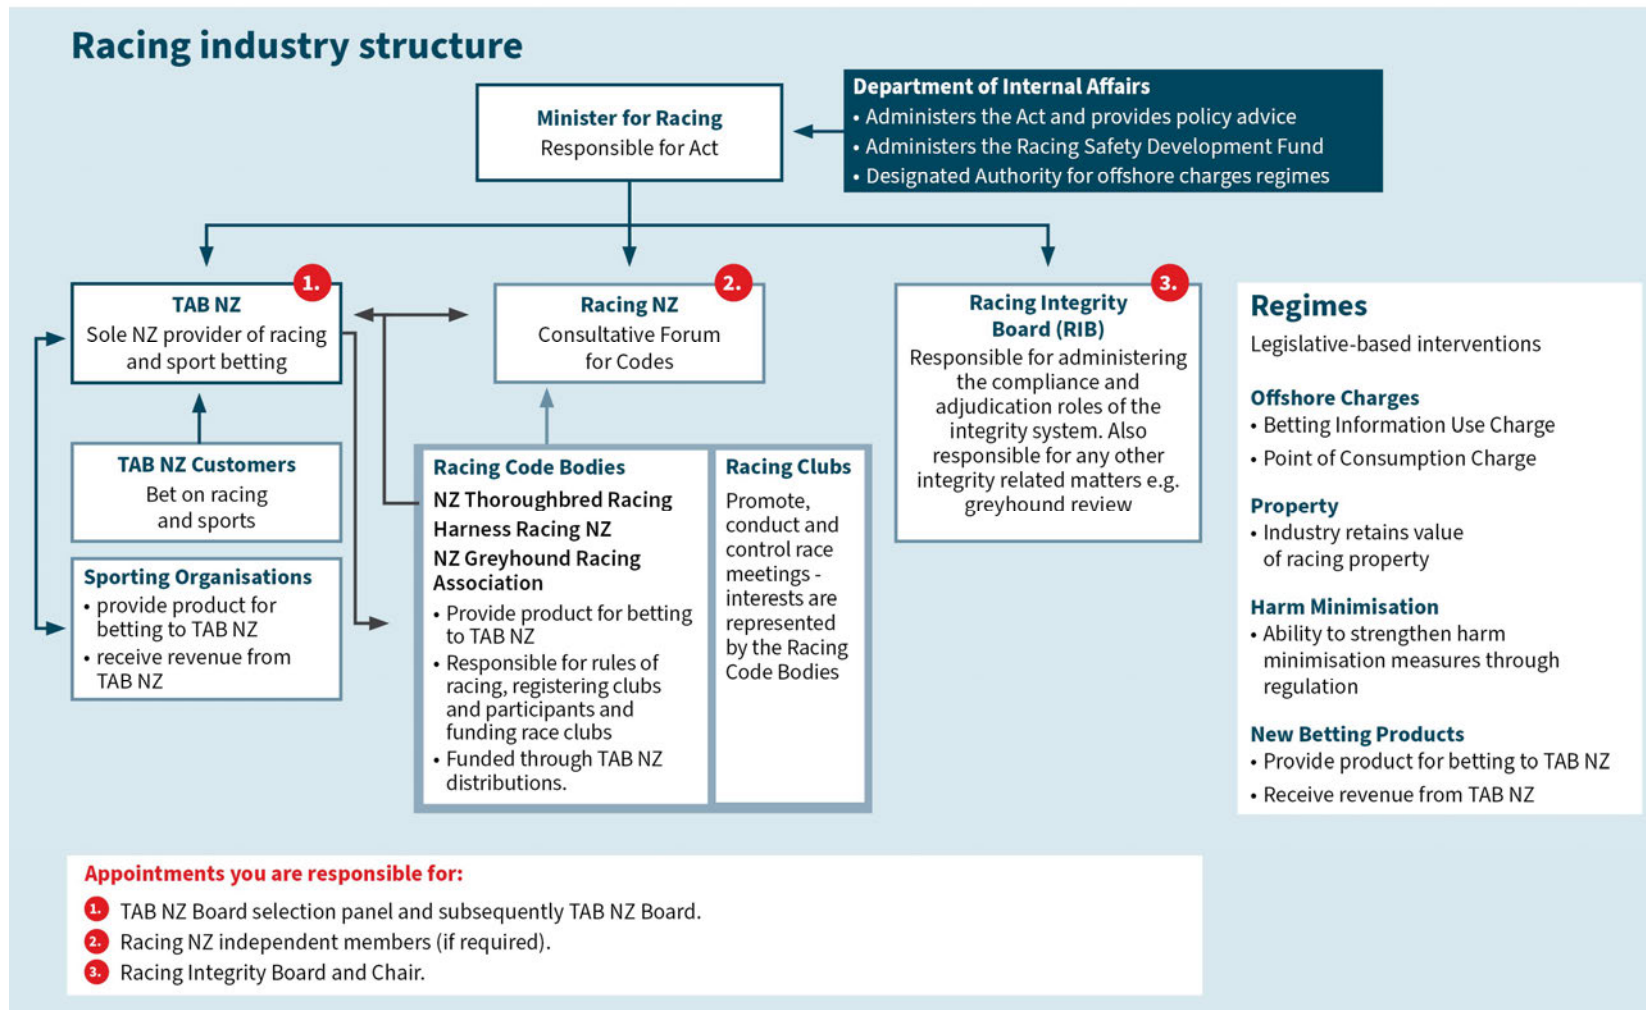 Racing industry structure
Minister for Racing
Responsible for Act
Department of Internal Affairs
• Administers the Act and provides policy advice
• Administers the Racing Safety Development Fund
• Designated Authority for offshore charges regimes
1.
TAB NZ
Sole NZ provider of racing
and sport betting
2.
Racing NZ
Consultative Forum
for Codes
3.
Racing Integrity
Board (RIB)
Responsible for administering
the compliance and
adjudication roles of the
integrity system. Also
responsible for any other
integrity related matters e.g.
greyhound review
TAB NZ Customers
Bet on racing
and sports
Sporting Organisations
• provide product for
betting to TAB NZ
• receive revenue from
TAB NZ
Racing Code Bodies
NZ Thoroughbred Racing
Harness Racing NZ
NZ Greyhound Racing
Association
• Provide product for betting
to TAB NZ
• Responsible for rules of
racing, registering clubs
and participants and
funding race clubs
• Funded through TAB NZ
distributions.
Racing Clubs
Promote,
conduct and
control race
meetings -
interests are
represented
by the Racing
Code Bodies
Regimes
Legislative-based interventions
Offshore Charges
• Betting Information Use Charge
• Point of Consumption Charge
Property
• Industry retains value
of racing property
Harm Minimisation
• Ability to strengthen harm
minimisation measures through
regulation
New Betting Products
• Provide product for betting to TAB NZ
• Receive revenue from TAB NZ
Appointments you are responsible for:
1. TAB NZ Board selection panel and subsequently TAB NZ Board.
2. Racing NZ independent members (if required).
3. Racing Integrity Board and Chair.